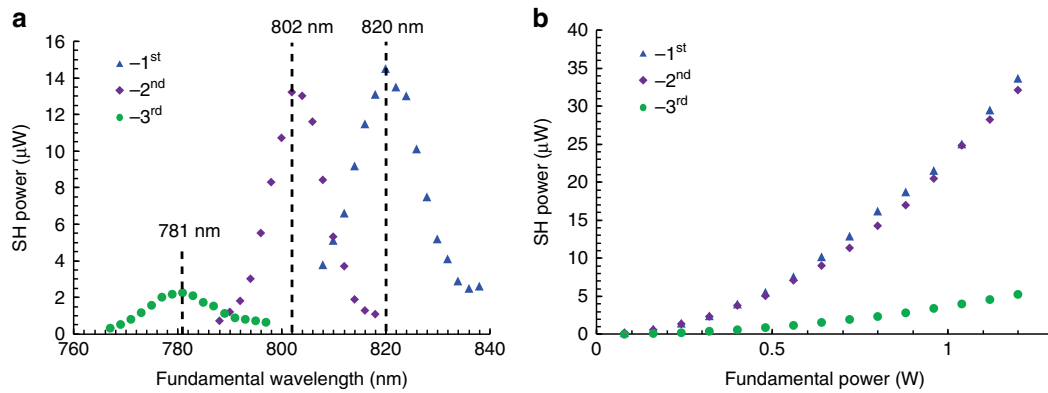 a
802 nm 820 nm
16
14
12
10
8
6
4
2
0
SH power (μW)
–1st
–2nd
–3rd
781 nm
760 780 800 820 840
Fundamental wavelength (nm)
b
40
35
30
25
20
15
10
5
0
SH power (μW)
–1st
–2nd
–3rd
0 0.5 1
Fundamental power (W)